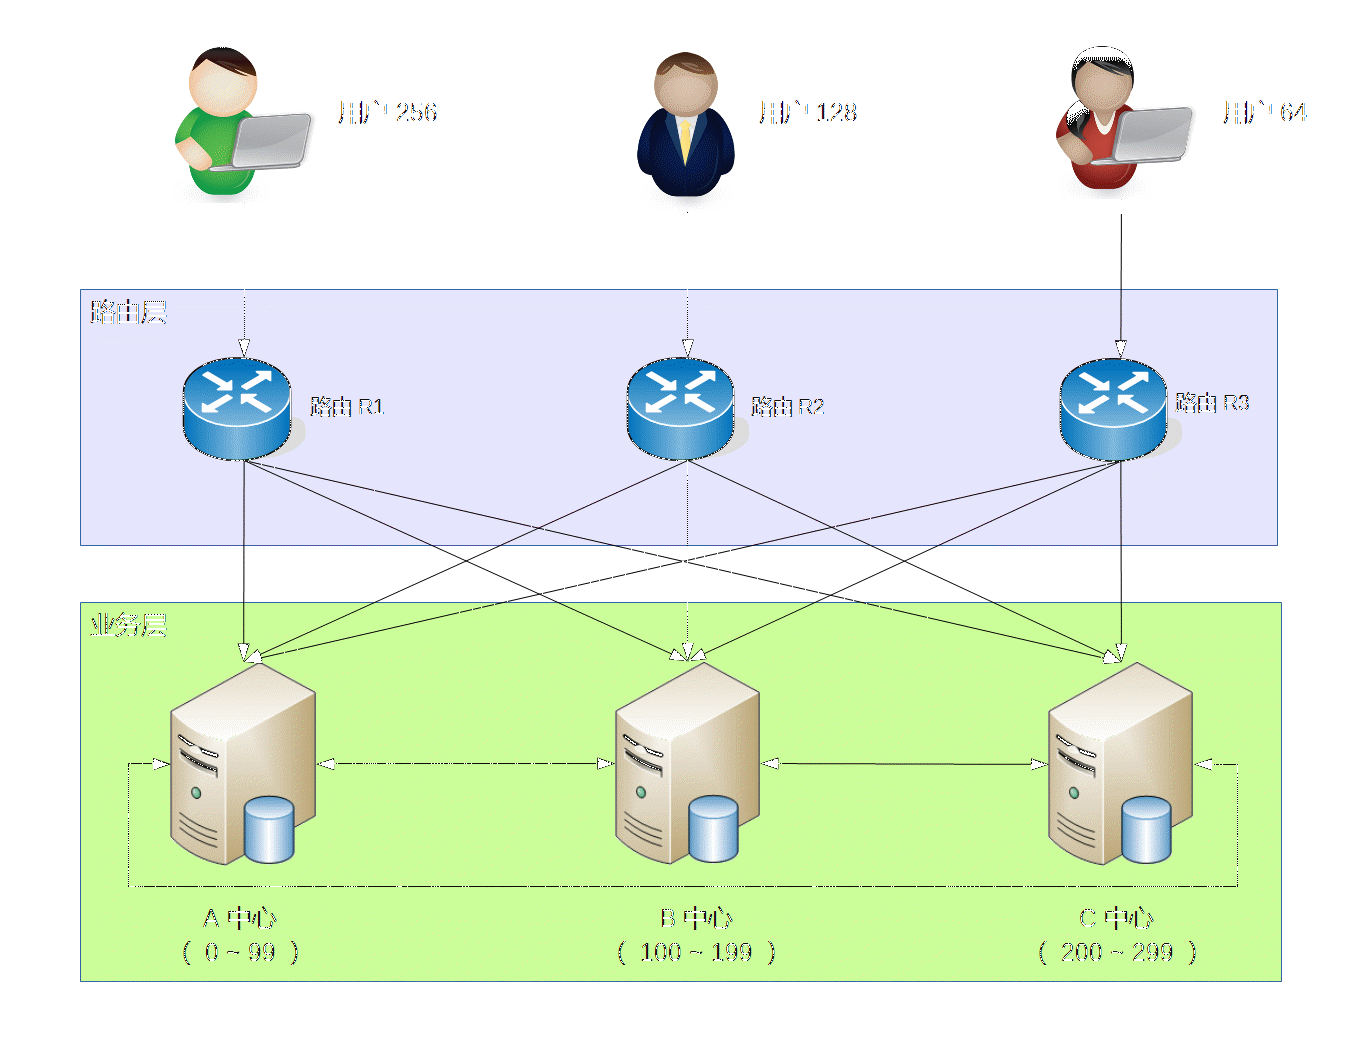 用户 256
用户 128
用户 64
路由层
路由 R1
路由 R2
路由 R3
业务层
A 中心
( 0 ~ 99 )
B 中心
( 100 ~ 199 )
C 中心
( 200 ~ 299 )